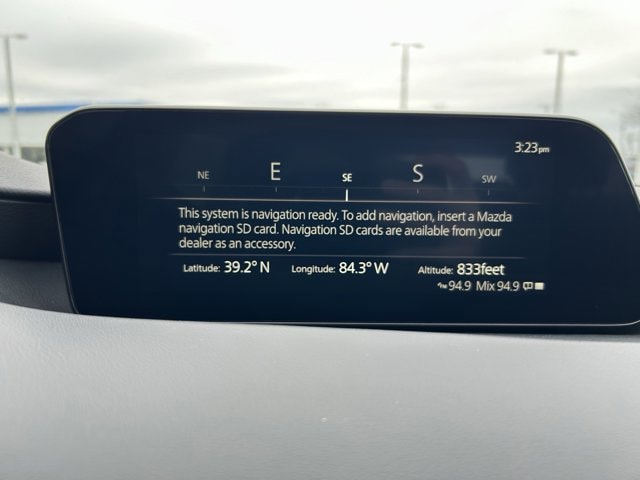 3:23pm
NE E SE S SW
This system is navigation ready. To add navigation, insert a Mazda
navigation SD card. Navigation SD cards are available from your
dealer as an accessory.
Latitude: 39.2° N Longitude: 84.3° W Altitude: 833feet
FM 94.9 Mix 94.9